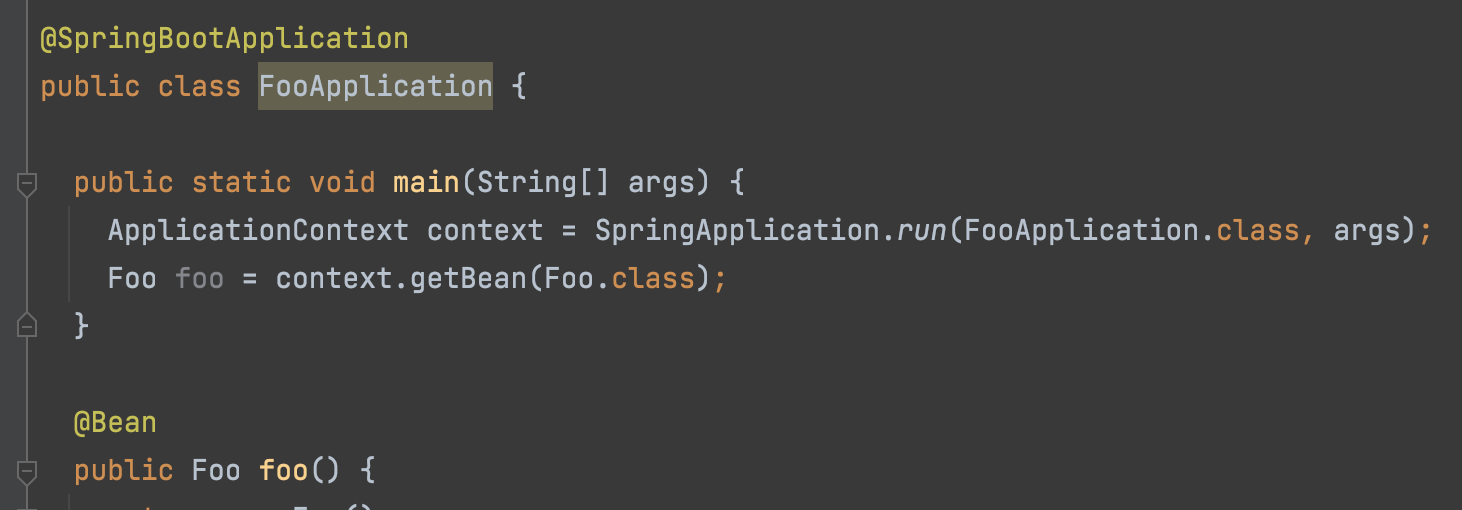 @SpringBootApplication
public class FooApplication {
public static void main(String[] args) {
ApplicationContext context = SpringApplication.run(FooApplication.class, args);
Foo foo = context.getBean(Foo.class);
}
@Bean
public Foo foo() {